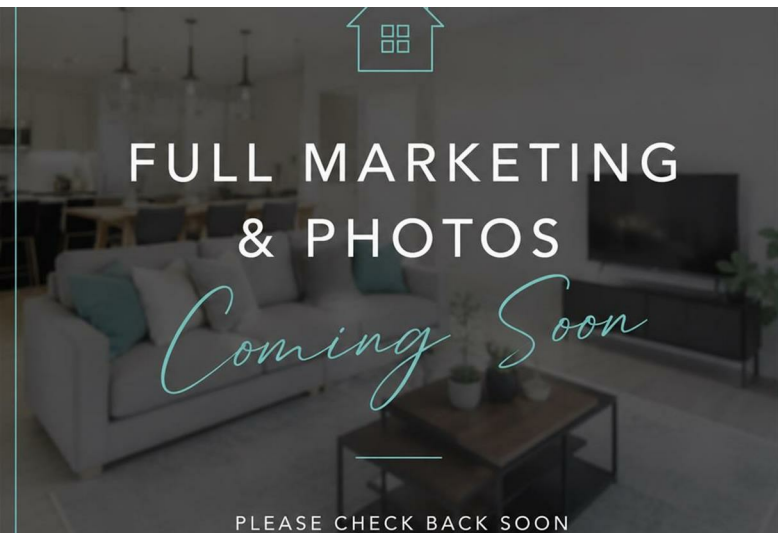 FULL MARKETING
& PHOTOS
Coming Soon
PLEASE CHECK BACK SOON